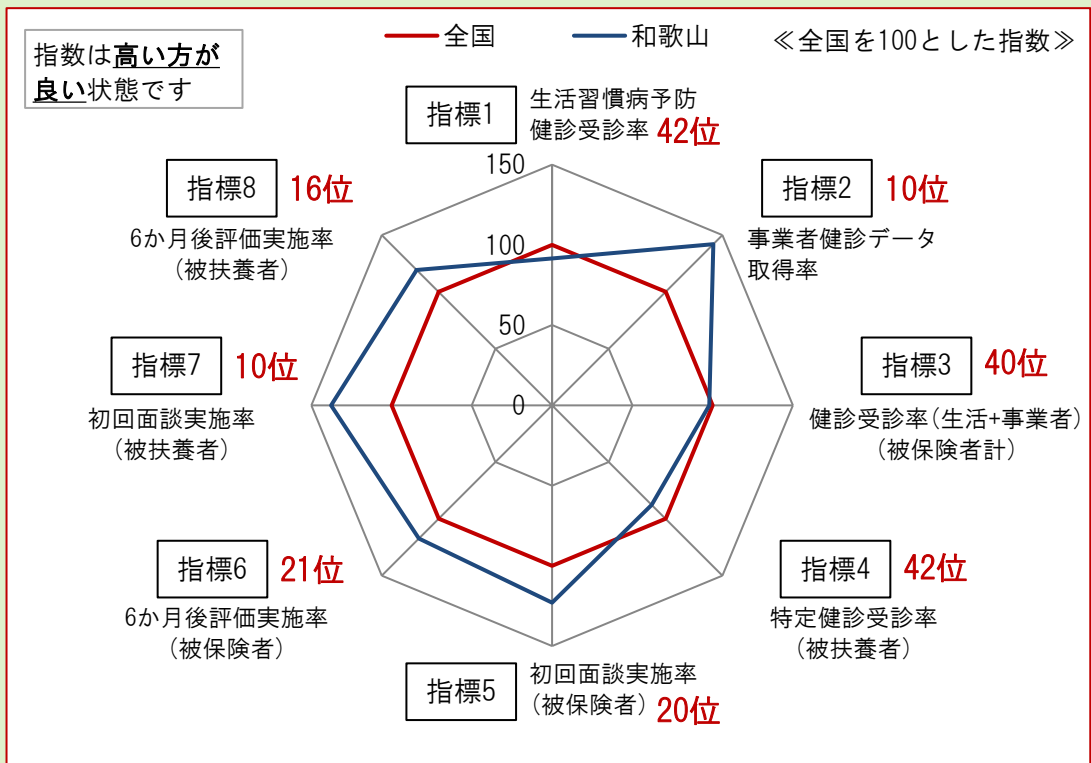 指数は高い方が
良い状態です
全国
和歌山
≪全国を100とした指数≫
指標1
生活習慣病予防
健診受診率 42位
指標2
10位
事業者健診データ
取得率
指標3
40位
健診受診率(生活+事業者)
(被保険者計)
指標4
42位
特定健診受診率
(被扶養者)
指標5
初回面談実施率
(被保険者) 20位
指標6
21位
6か月後評価実施率
(被保険者)
指標7
10位
初回面談実施率
(被扶養者)
指標8
16位
6か月後評価実施率
(被扶養者)
150
100
50
0